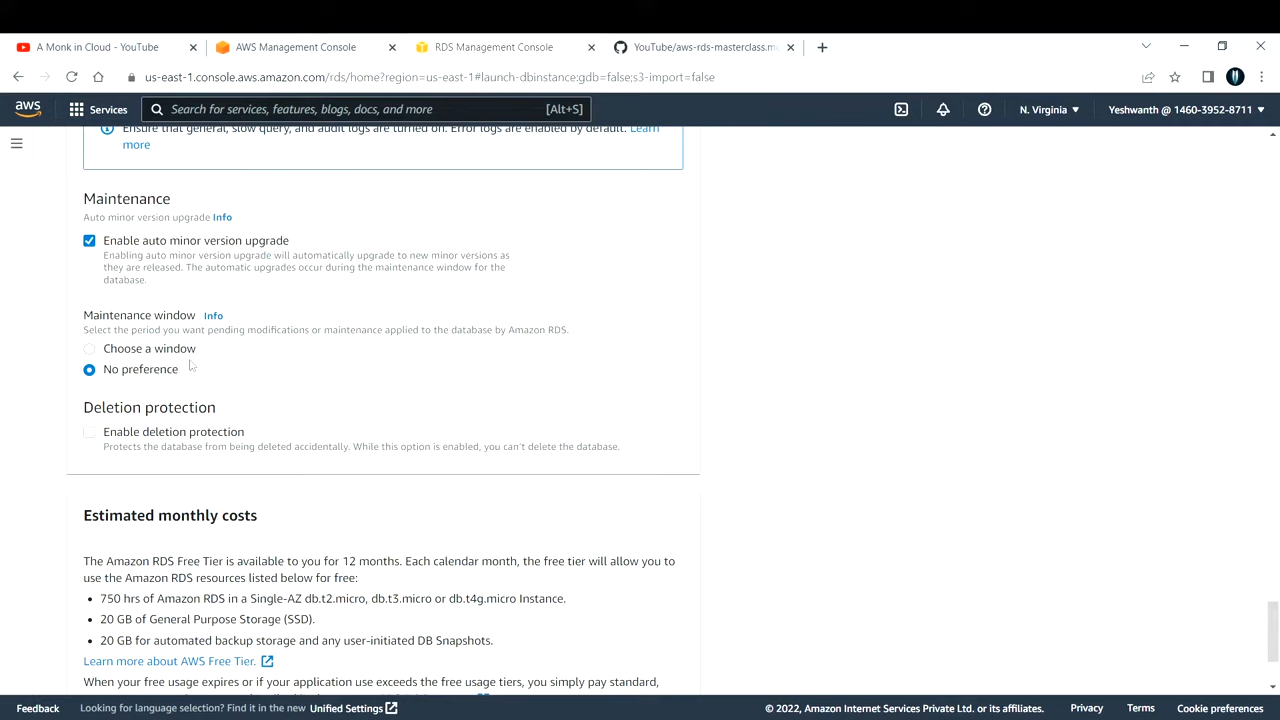 A Monk in Cloud - YouTube
AWS Management Console
RDS Management Console
YouTube/aws-rds-masterclass.m
us-east-1.console.aws.amazon.com/rds/home?region=us-east-1#launch-dbinstance:gdb=false;s3-import=false
aws
Services
Search for services, features, blogs, docs, and more
[Alt+S]
N. Virginia
Yeshwanth @ 1460-3952-8711
Ensure that general, slow query, and audit logs are turned on. Error logs are enabled by default. Learn
more
Maintenance
Auto minor version upgrade Info
Enable auto minor version upgrade
Enabling auto minor version upgrade will automatically upgrade to new minor versions as
they are released. The automatic upgrades occur during the maintenance window for the
database.
Maintenance window Info
Select the period you want pending modifications or maintenance applied to the database by Amazon RDS.
Choose a window
No preference
Deletion protection
Enable deletion protection
Protects the database from being deleted accidentally. While this option is enabled, you can't delete the database.
Estimated monthly costs
The Amazon RDS Free Tier is available to you for 12 months. Each calendar month, the free tier will allow you to
use the Amazon RDS resources listed below for free:
• 750 hrs of Amazon RDS in a Single-AZ db.t2.micro, db.t3.micro or db.t4g.micro Instance.
• 20 GB of General Purpose Storage (SSD).
• 20 GB for automated backup storage and any user-initiated DB Snapshots.
Learn more about AWS Free Tier.
When your free usage expires or if your application use exceeds the free usage tiers, you simply pay standard,
Feedback
Looking for language selection? Find it in the new Unified Settings
© 2022, Amazon Internet Services Private Ltd. or its affiliates.
Privacy
Terms
Cookie preferences